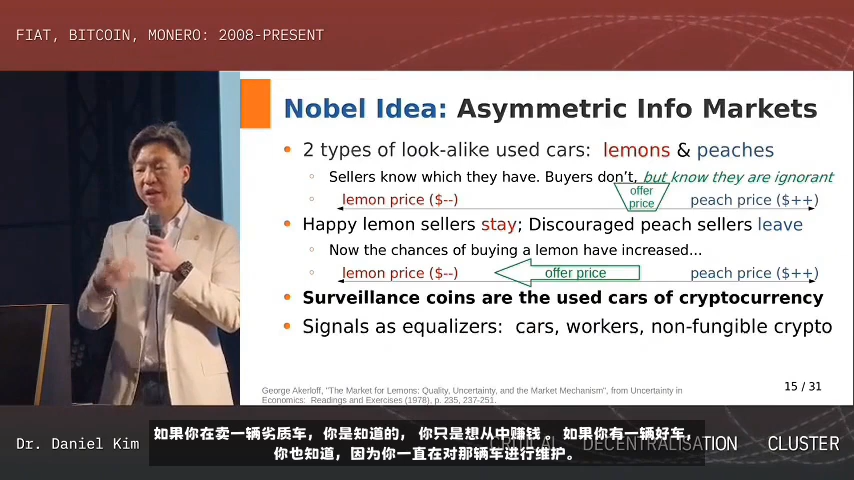 FIAT, BITCOIN, MONERO: 2008-PRESENT
Nobel Idea: Asymmetric Info Markets
2 types of look-alike used cars: lemons & peaches
Sellers know which they have. Buyers don't, but know they are ignorant
offer
price
lemon price ($--)
peach price ($++)
Happy lemon sellers stay; Discouraged peach sellers leave
Now the chances of buying a lemon have increased...
lemon price ($--)
offer price
peach price ($++)
Surveillance coins are the used cars of cryptocurrency
Signals as equalizers: cars, workers, non-fungible crypto
George Akerloff, "The Market for Lemons: Quality, Uncertainty, and the Market Mechanism", from Uncertainty in
Economics: Readings and Exercises (1978), p. 235, 237-251.
15 / 31
Dr. Daniel Kim
CRITICAL DECENTRALISATION CLUSTER
如果你在卖一辆劣质车，你是知道的， 你只是想从中赚钱。 如果你有一辆好车，
你也知道，因为你一直在对那辆车进行维护。